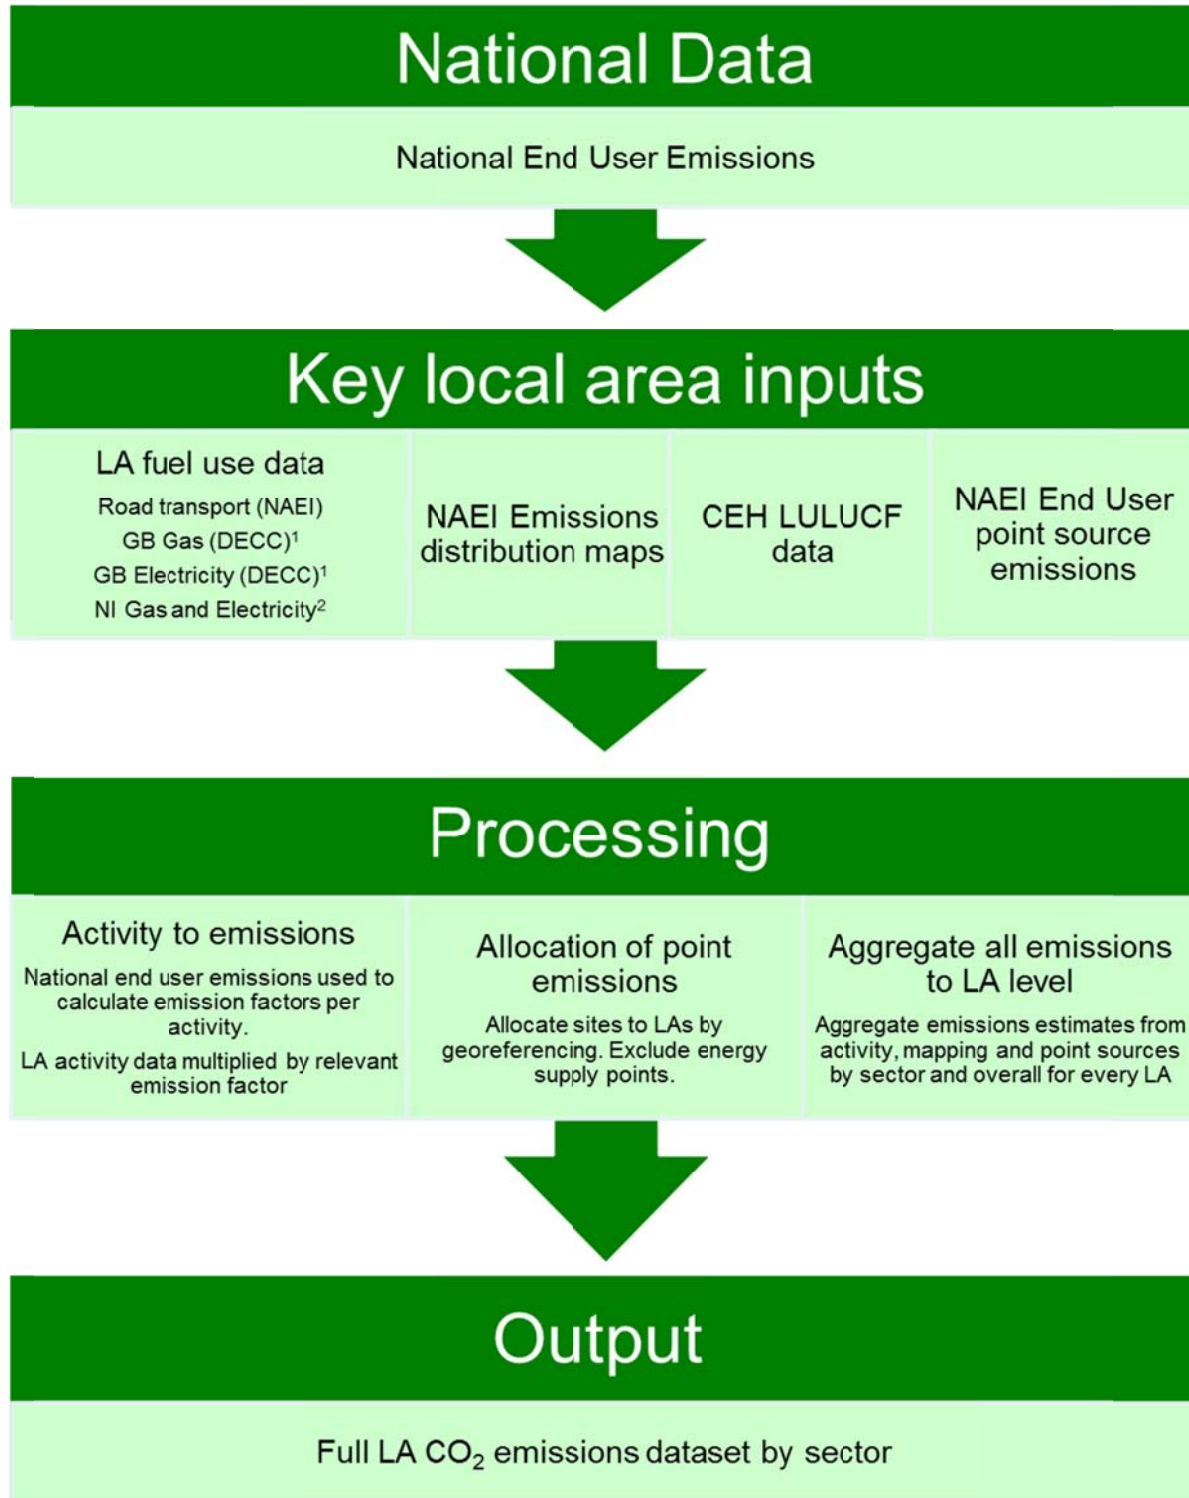 National Data
National End User Emissions
Key local area inputs
LA fuel use data
Road transport (NAEI)
GB Gas (DECC)¹
GB Electricity (DECC)¹
NI Gas and Electricity²
NAEI Emissions
distribution maps
CEH LULUCF
data
NAEI End User
point source
emissions
Processing
Activity to emissions
National end user emissions used to
calculate emission factors per
activity.
LA activity data multiplied by relevant
emission factor
Allocation of point
emissions
Allocate sites to LAs by
georeferencing. Exclude energy
supply points.
Aggregate all emissions
to LA level
Aggregate emissions estimates from
activity, mapping and point sources
by sector and overall for every LA
Output
Full LA CO₂ emissions dataset by sector